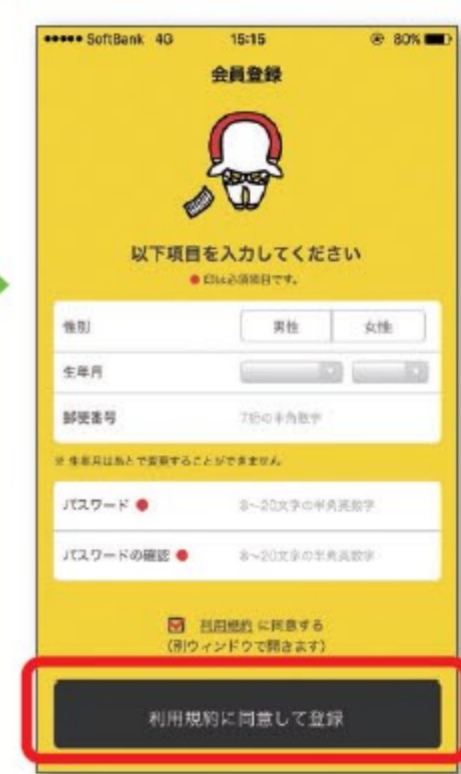 SoftBank 4G 15:15 80%
会員登録
以下項目を入力してください
● 印は必須項目です。
性別 男性 女性
生年月
郵便番号 7桁の半角数字
※ 生年月はあとで変更することができません
パスワード ● 8～20文字の半角英数字
パスワードの確認 ● 8～20文字の半角英数字
利用規約 に同意する
(別ウィンドウで開きます)
利用規約に同意して登録